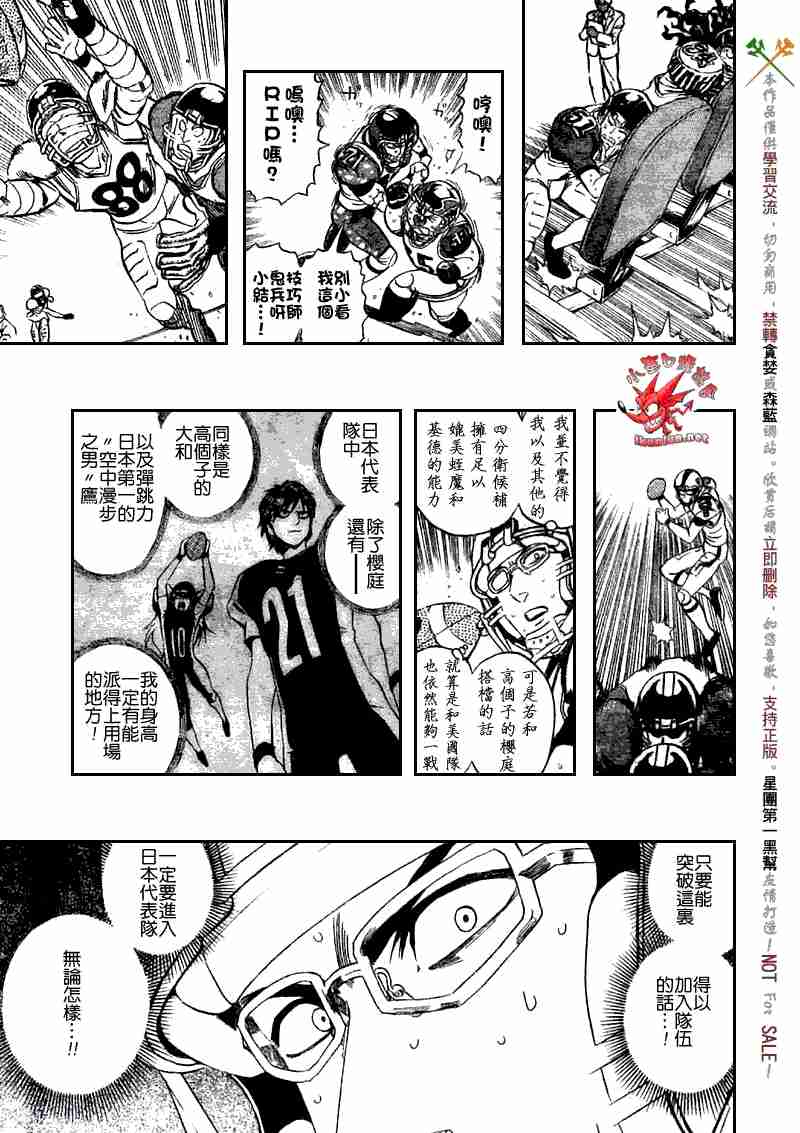 哼噢！
嗚噢…
RIP嗎？
別小看
我這個
技巧師
鬼兵呀
小結…！
我並不覺得
我以及其他的
四分衛候補
擁有足以
媲美蛭魔和
基德的能力
可是若和
高個子的櫻庭
搭檔的話
就算是和美國隊
也依然能夠一戰
日本代表
隊中
除了櫻庭
還有——
同樣是
高個子的
大和
以及彈跳力
日本第一的
〝空中漫步
之男〞鷹
我的身高
一定有能
派得上用場
的地方！
21
10
只要能
突破這裏
得以
加入隊伍
的話…！
一定要進入
日本代表隊
無論怎樣…!!
本作品僅供學習交流，切勿商用，禁轉貪婪或森藍網站。欣賞后請立即刪除，如您喜歡，支持正版。星團第一黑幫友情打造！NOT For SALE！